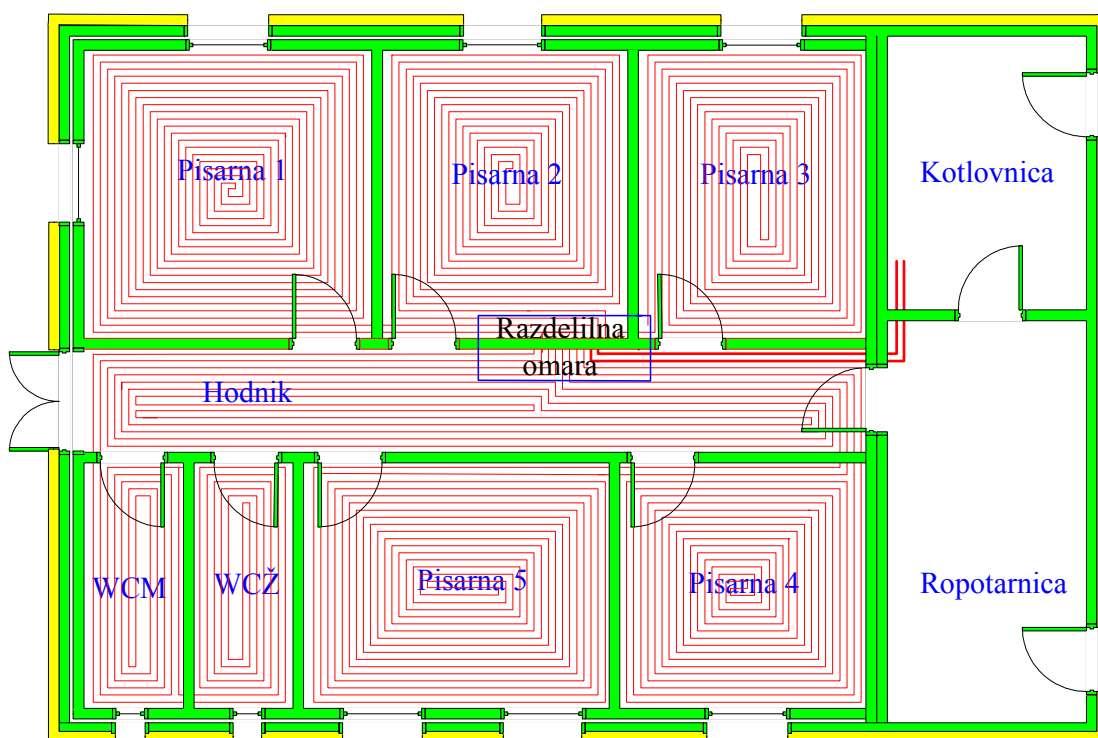 Pisarna 1
Pisarna 2
Pisarna 3
Kotlovnica
Razdelilna
omara
Hodnik
WCM
WCŽ
Pisarna 5
Pisarna 4
Ropotarnica